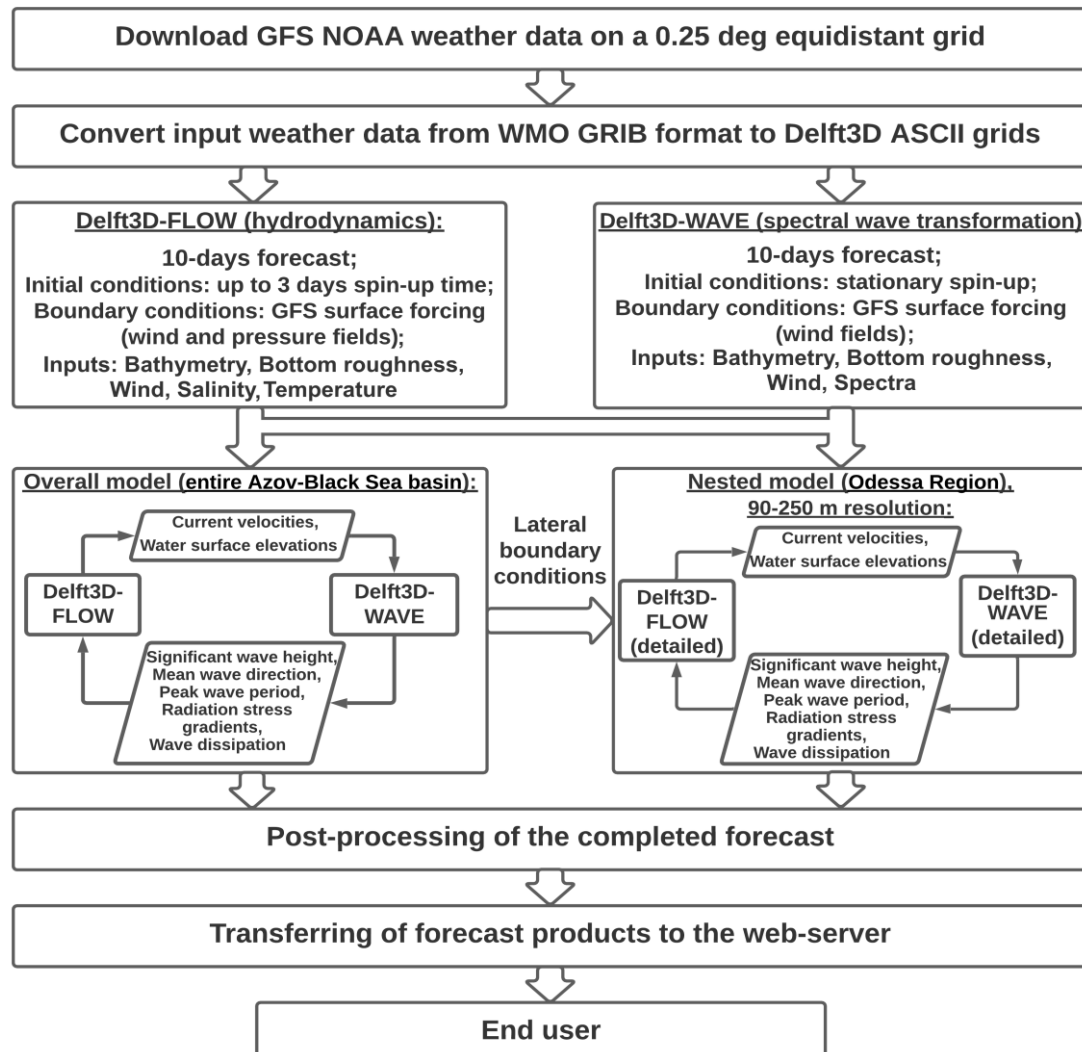 Download GFS NOAA weather data on a 0.25 deg equidistant grid
Convert input weather data from WMO GRIB format to Delft3D ASCII grids
Delft3D-FLOW (hydrodynamics):
10-days forecast;
Initial conditions: up to 3 days spin-up time;
Boundary conditions: GFS surface forcing
(wind and pressure fields);
Inputs: Bathymetry, Bottom roughness,
Wind, Salinity, Temperature
Delft3D-WAVE (spectral wave transformation)
10-days forecast;
Initial conditions: stationary spin-up;
Boundary conditions: GFS surface forcing
(wind fields);
Inputs: Bathymetry, Bottom roughness,
Wind, Spectra
Overall model (entire Azov-Black Sea basin):
Current velocities,
Water surface elevations
Delft3D-
FLOW
Delft3D-
WAVE
Significant wave height,
Mean wave direction,
Peak wave period,
Radiation stress
gradients,
Wave dissipation
Lateral
boundary
conditions
Nested model (Odessa Region),
90-250 m resolution:
Current velocities,
Water surface elevations
Delft3D-
FLOW
(detailed)
Delft3D-
WAVE
(detailed)
Significant wave height,
Mean wave direction,
Peak wave period,
Radiation stress
gradients,
Wave dissipation
Post-processing of the completed forecast
Transferring of forecast products to the web-server
End user